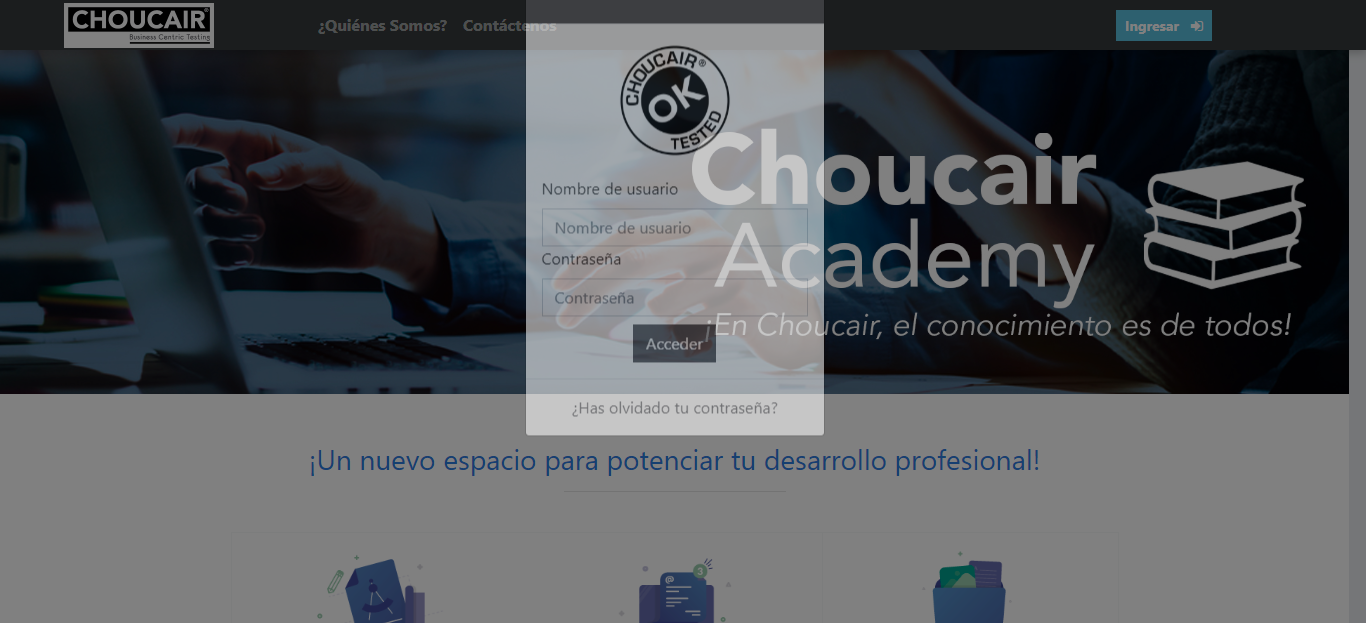 CHOUCAIR®
Business Centric Testing
¿Quiénes Somos? Contáctenos
Ingresar
CHOUCAIR®
OK
TESTED
Nombre de usuario
Nombre de usuario
Contraseña
Contraseña
Acceder
¿Has olvidado tu contraseña?
Choucair
Academy
¡En Choucair, el conocimiento es de todos!
¡Un nuevo espacio para potenciar tu desarrollo profesional!
@
3